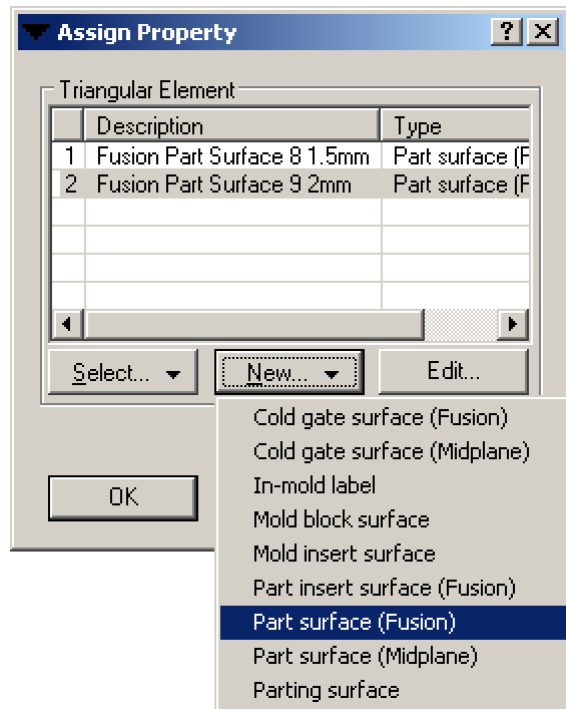 Assign Property
Triangular Element
Description Type
1 Fusion Part Surface 8 1.5mm Part surface (F
2 Fusion Part Surface 9 2mm Part surface (F
Select... New... Edit...
Cold gate surface (Fusion)
Cold gate surface (Midplane)
OK In-mold label
Mold block surface
Mold insert surface
Part insert surface (Fusion)
Part surface (Fusion)
Part surface (Midplane)
Parting surface